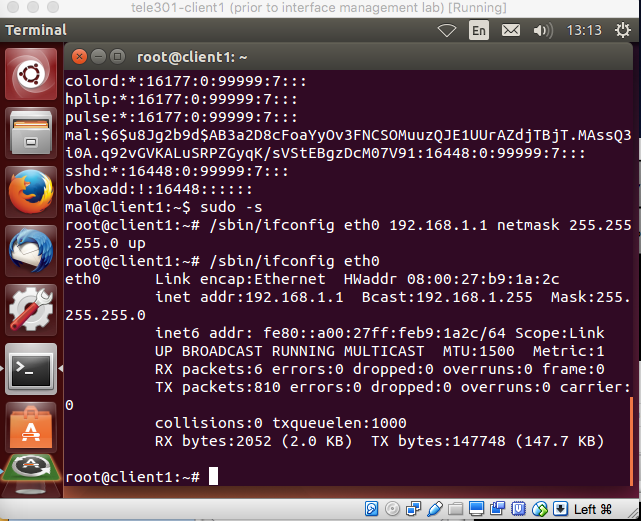 tele301-client1 (prior to interface management lab) [Running]
Terminal
En
13:13
root@client1: ~
colord:*:16177:0:99999:7:::
hplip:*:16177:0:99999:7:::
pulse:*:16177:0:99999:7:::
mal:$6$u8Jg2b9d$AB3a2D8cFoaYyOv3FNCSOMuuzQJE1UUrAZdjTBjT.MAssQ3
i0A.q92vGVKALuSRPZGyqK/sVStEBgzDcM07V91:16448:0:99999:7:::
sshd:*:16448:0:99999:7:::
vboxadd:!:16448::::::
mal@client1:~$ sudo -s
root@client1:~# /sbin/ifconfig eth0 192.168.1.1 netmask 255.255
.255.0 up
root@client1:~# /sbin/ifconfig eth0
eth0      Link encap:Ethernet  HWaddr 08:00:27:b9:1a:2c
          inet addr:192.168.1.1  Bcast:192.168.1.255  Mask:255.
255.255.0
          inet6 addr: fe80::a00:27ff:feb9:1a2c/64 Scope:Link
          UP BROADCAST RUNNING MULTICAST  MTU:1500  Metric:1
          RX packets:6 errors:0 dropped:0 overruns:0 frame:0
          TX packets:810 errors:0 dropped:0 overruns:0 carrier:
0
          collisions:0 txqueuelen:1000
          RX bytes:2052 (2.0 KB)  TX bytes:147748 (147.7 KB)
root@client1:~#
Left ⌘